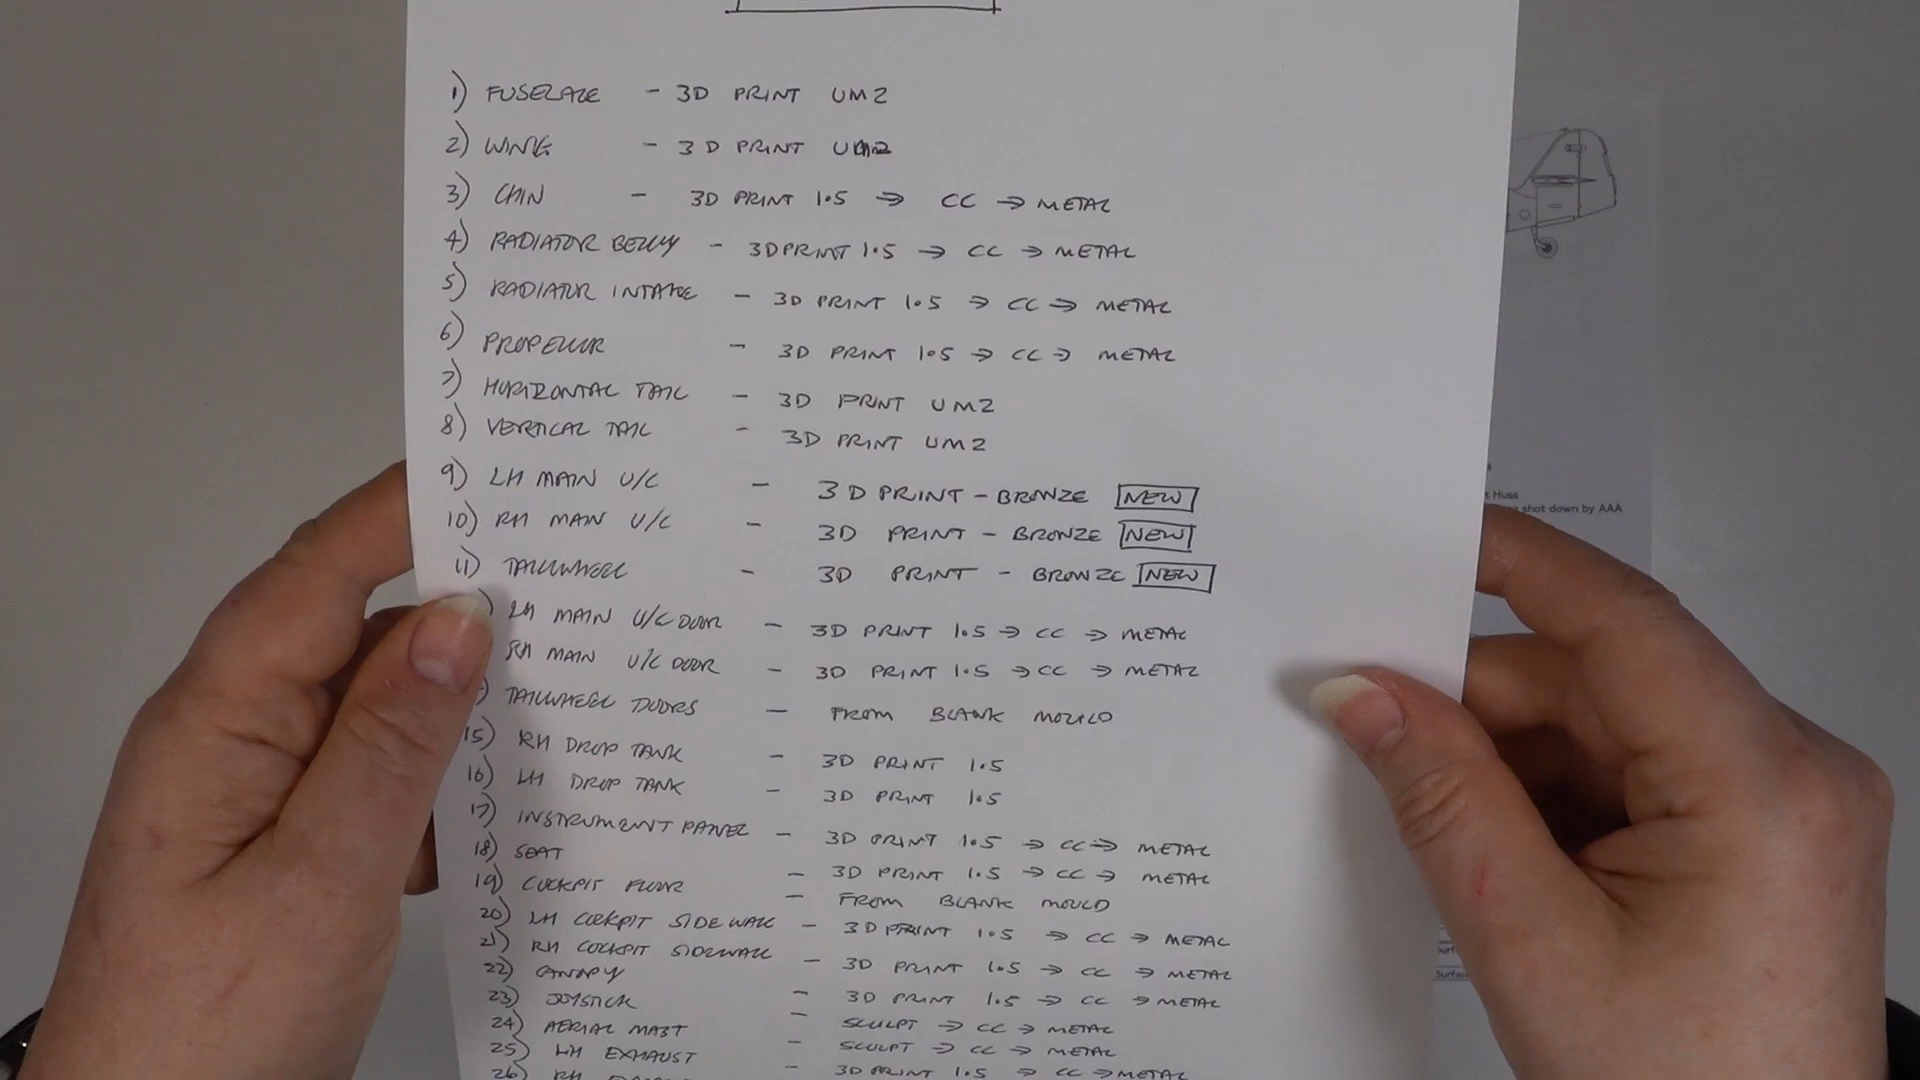 1) FUSELAGE - 3D PRINT UM2
2) WING - 3D PRINT UM2
3) CHIN - 3D PRINT 1.5 → CC → METAL
4) RADIATOR BELLY - 3D PRINT 1.5 → CC → METAL
5) RADIATOR INTAKE - 3D PRINT 1.5 → CC → METAL
6) PROPELLOR - 3D PRINT 1.5 → CC → METAL
7) HORIZONTAL TAIL - 3D PRINT UM2
8) VERTICAL TAIL - 3D PRINT UM2
9) LH MAIN U/C - 3D PRINT - BRONZE NEW
10) RH MAIN U/C - 3D PRINT - BRONZE NEW
11) TAILWHEEL - 3D PRINT - BRONZE NEW
) LH MAIN U/C DOOR - 3D PRINT 1.5 → CC → METAL
RH MAIN U/C DOOR - 3D PRINT 1.5 → CC → METAL
) TAILWHEEL DOORS - FROM BLANK MOULD
15) RH DROP TANK - 3D PRINT 1.5
16) LH DROP TANK - 3D PRINT 1.5
17) INSTRUMENT PANEL - 3D PRINT 1.5 → CC → METAL
18) SEAT - 3D PRINT 1.5 → CC → METAL
19) COCKPIT FLOOR - FROM BLANK MOULD
20) LH COCKPIT SIDEWALL - 3D PRINT 1.5 → CC → METAL
21) RH COCKPIT SIDEWALL - 3D PRINT 1.5 → CC → METAL
22) CANOPY - 3D PRINT 1.5 → CC → METAL
23) JOYSTICK - SCULPT → CC → METAL
24) AERIAL MAST - SCULPT → CC → METAL
25) LH EXHAUST - 3D PRINT 1.5 → CC → METAL
26) RH
Huss
shot down by AAA
Surf
Surfac